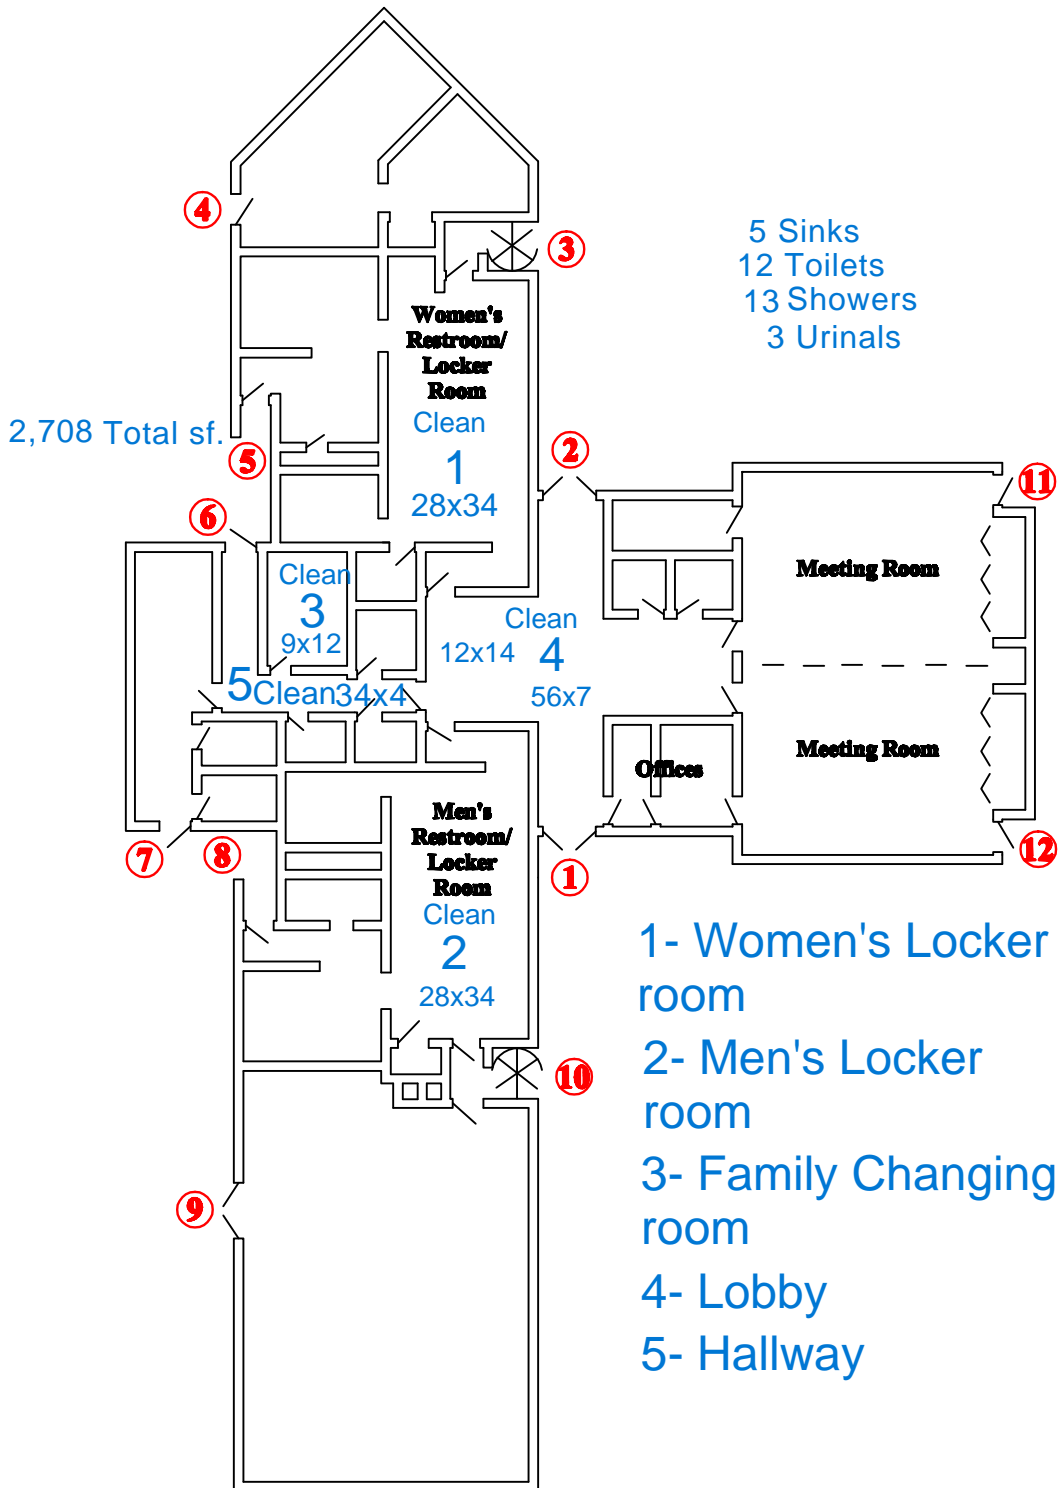 4
3
5 Sinks
12 Toilets
13 Showers
3 Urinals
Women's
Restroom/
Locker
Room
Clean
1
28x34
2,708 Total sf.
5
2
11
6
Meeting Room
Clean
3
9x12
Clean
12x14
4
56x7
5 Clean 34x4
Meeting Room
Offices
Men's
Restroom/
Locker
Room
Clean
2
28x34
7
8
1
12
10
9
1- Women's Locker
room
2- Men's Locker
room
3- Family Changing
room
4- Lobby
5- Hallway